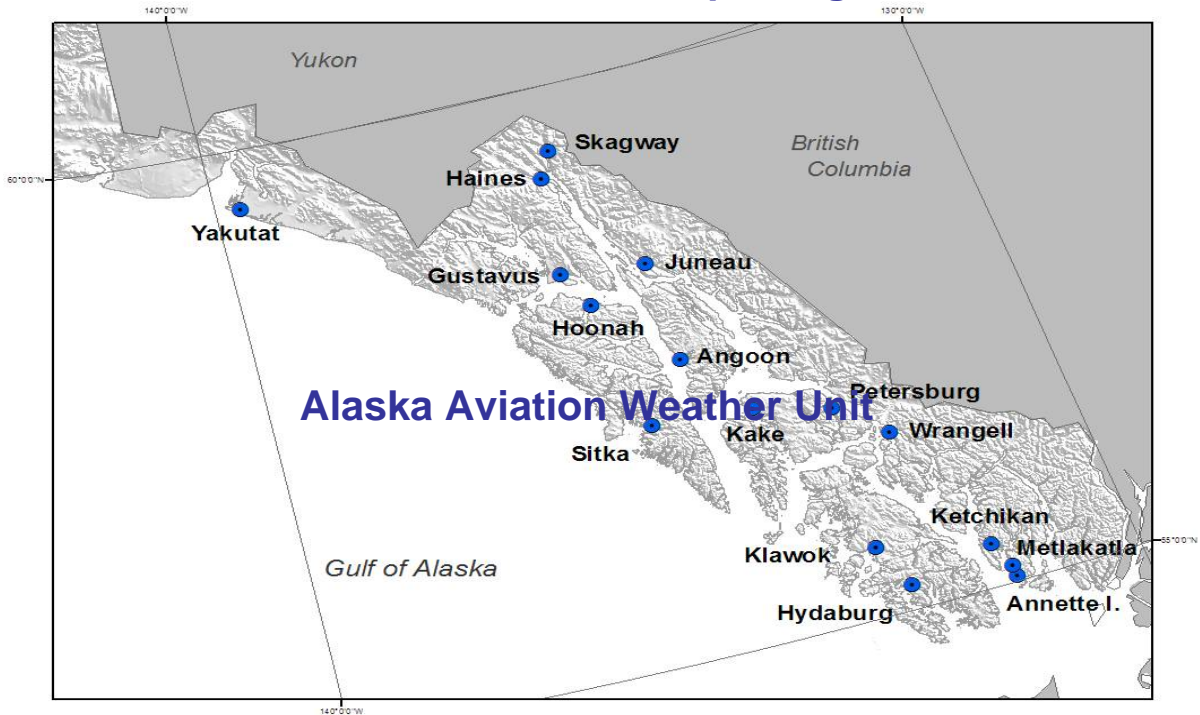 140°0'0"W
130°0'0"W
Yukon
British
Columbia
Skagway
Haines
60°0'0"N
Yakutat
Gustavus
Juneau
Hoonah
Angoon
Petersburg
Alaska Aviation Weather Unit
Kake
Wrangell
Sitka
Ketchikan
55°0'0"N
Klawok
Metlakatla
Gulf of Alaska
Hydaburg
Annette I.
140°0'0"W